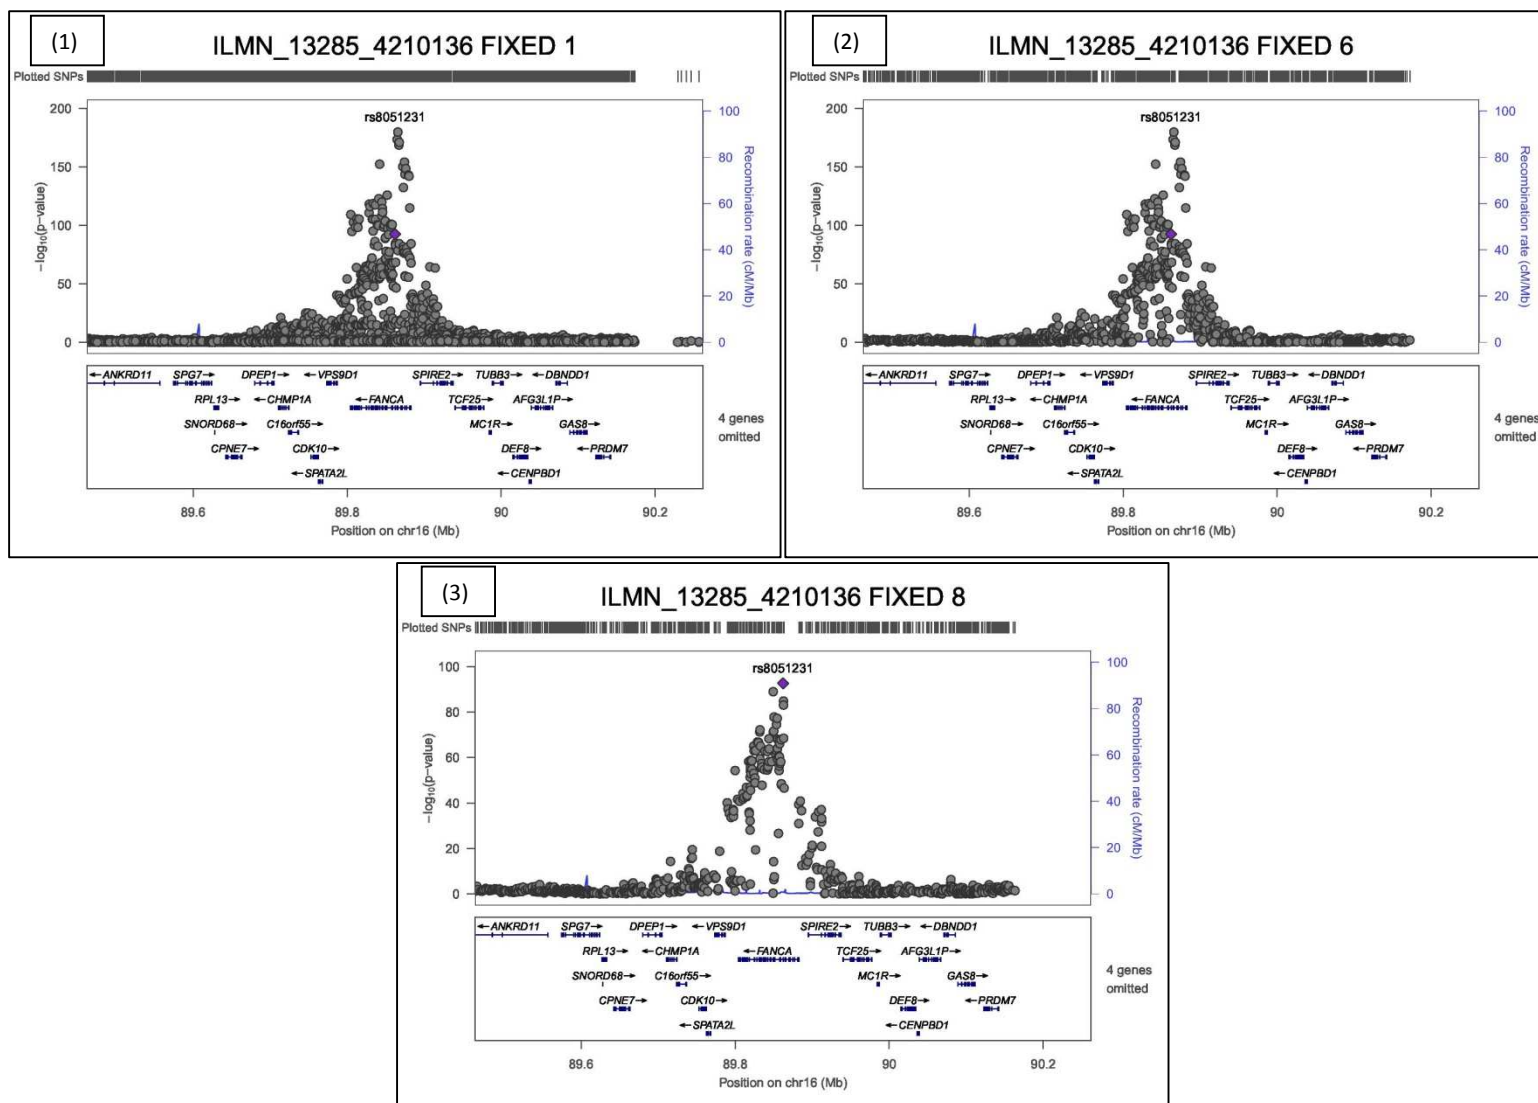 (1)
ILMN_13285_4210136 FIXED 1
Plotted SNPs
rs8051231
200
150
100
50
0
−log10(p−value)
100
80
60
40
20
0
Recombination rate (cM/Mb)
←ANKRD11 SPG7→ DPEP1→ ←VPS9D1 SPIRE2→ TUBB3→ ←DBNDD1
RPL13→ ←CHMP1A ←FANCA TCF25→ AFG3L1P→
SNORD68→ C16orf55→ MC1R→ GAS8→
CPNE7→ CDK10→ DEF8→ ←PRDM7
←SPATA2L ←CENPBD1
4 genes
omitted
89.6 89.8 90 90.2
Position on chr16 (Mb)
(2)
ILMN_13285_4210136 FIXED 6
Plotted SNPs
rs8051231
200
150
100
50
0
−log10(p−value)
100
80
60
40
20
0
Recombination rate (cM/Mb)
←ANKRD11 SPG7→ DPEP1→ ←VPS9D1 SPIRE2→ TUBB3→ ←DBNDD1
RPL13→ ←CHMP1A ←FANCA TCF25→ AFG3L1P→
SNORD68→ C16orf55→ MC1R→ GAS8→
CPNE7→ CDK10→ DEF8→ ←PRDM7
←SPATA2L ←CENPBD1
4 genes
omitted
89.6 89.8 90 90.2
Position on chr16 (Mb)
(3)
ILMN_13285_4210136 FIXED 8
Plotted SNPs
rs8051231
100
80
60
40
20
0
−log10(p−value)
100
80
60
40
20
0
Recombination rate (cM/Mb)
←ANKRD11 SPG7→ DPEP1→ ←VPS9D1 SPIRE2→ TUBB3→ ←DBNDD1
RPL13→ ←CHMP1A ←FANCA TCF25→ AFG3L1P→
SNORD68→ C16orf55→ MC1R→ GAS8→
CPNE7→ CDK10→ DEF8→ ←PRDM7
←SPATA2L ←CENPBD1
4 genes
omitted
89.6 89.8 90 90.2
Position on chr16 (Mb)